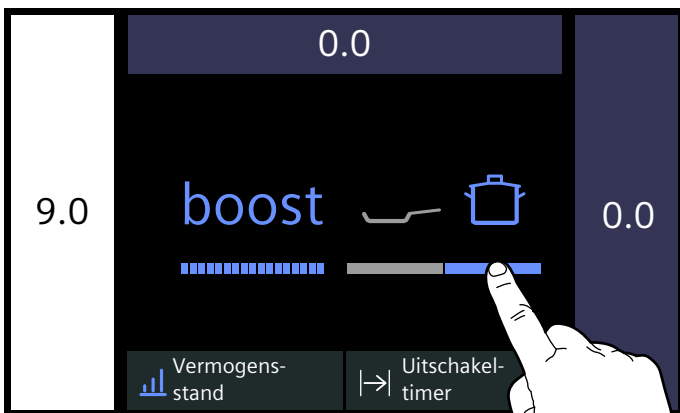 0.0
9.0
boost
0.0
Vermogens-
stand
Uitschakel-
timer